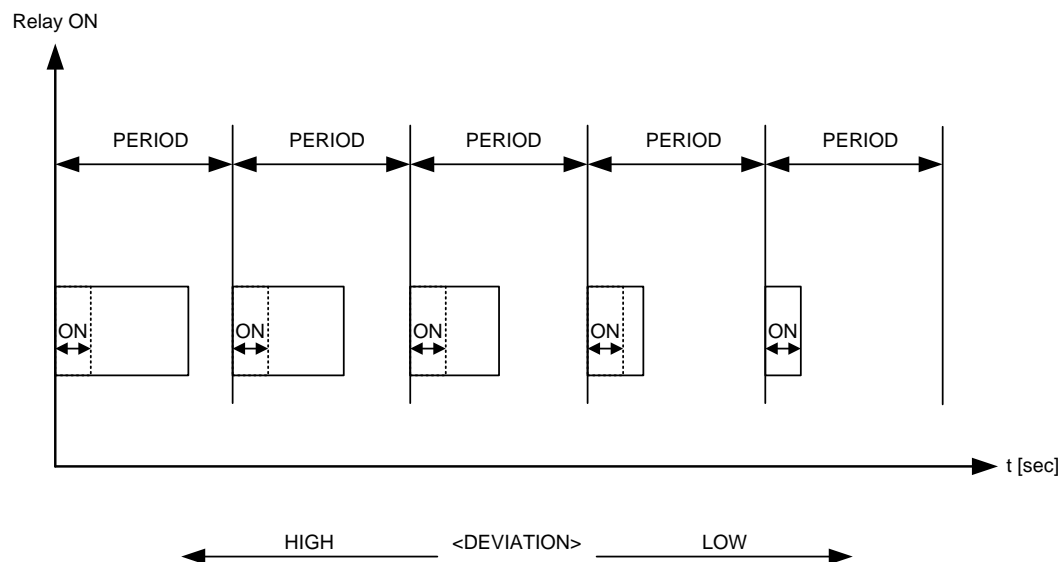 Relay ON
PERIOD PERIOD PERIOD PERIOD PERIOD
ON ON ON ON ON
t [sec]
HIGH <DEVIATION> LOW